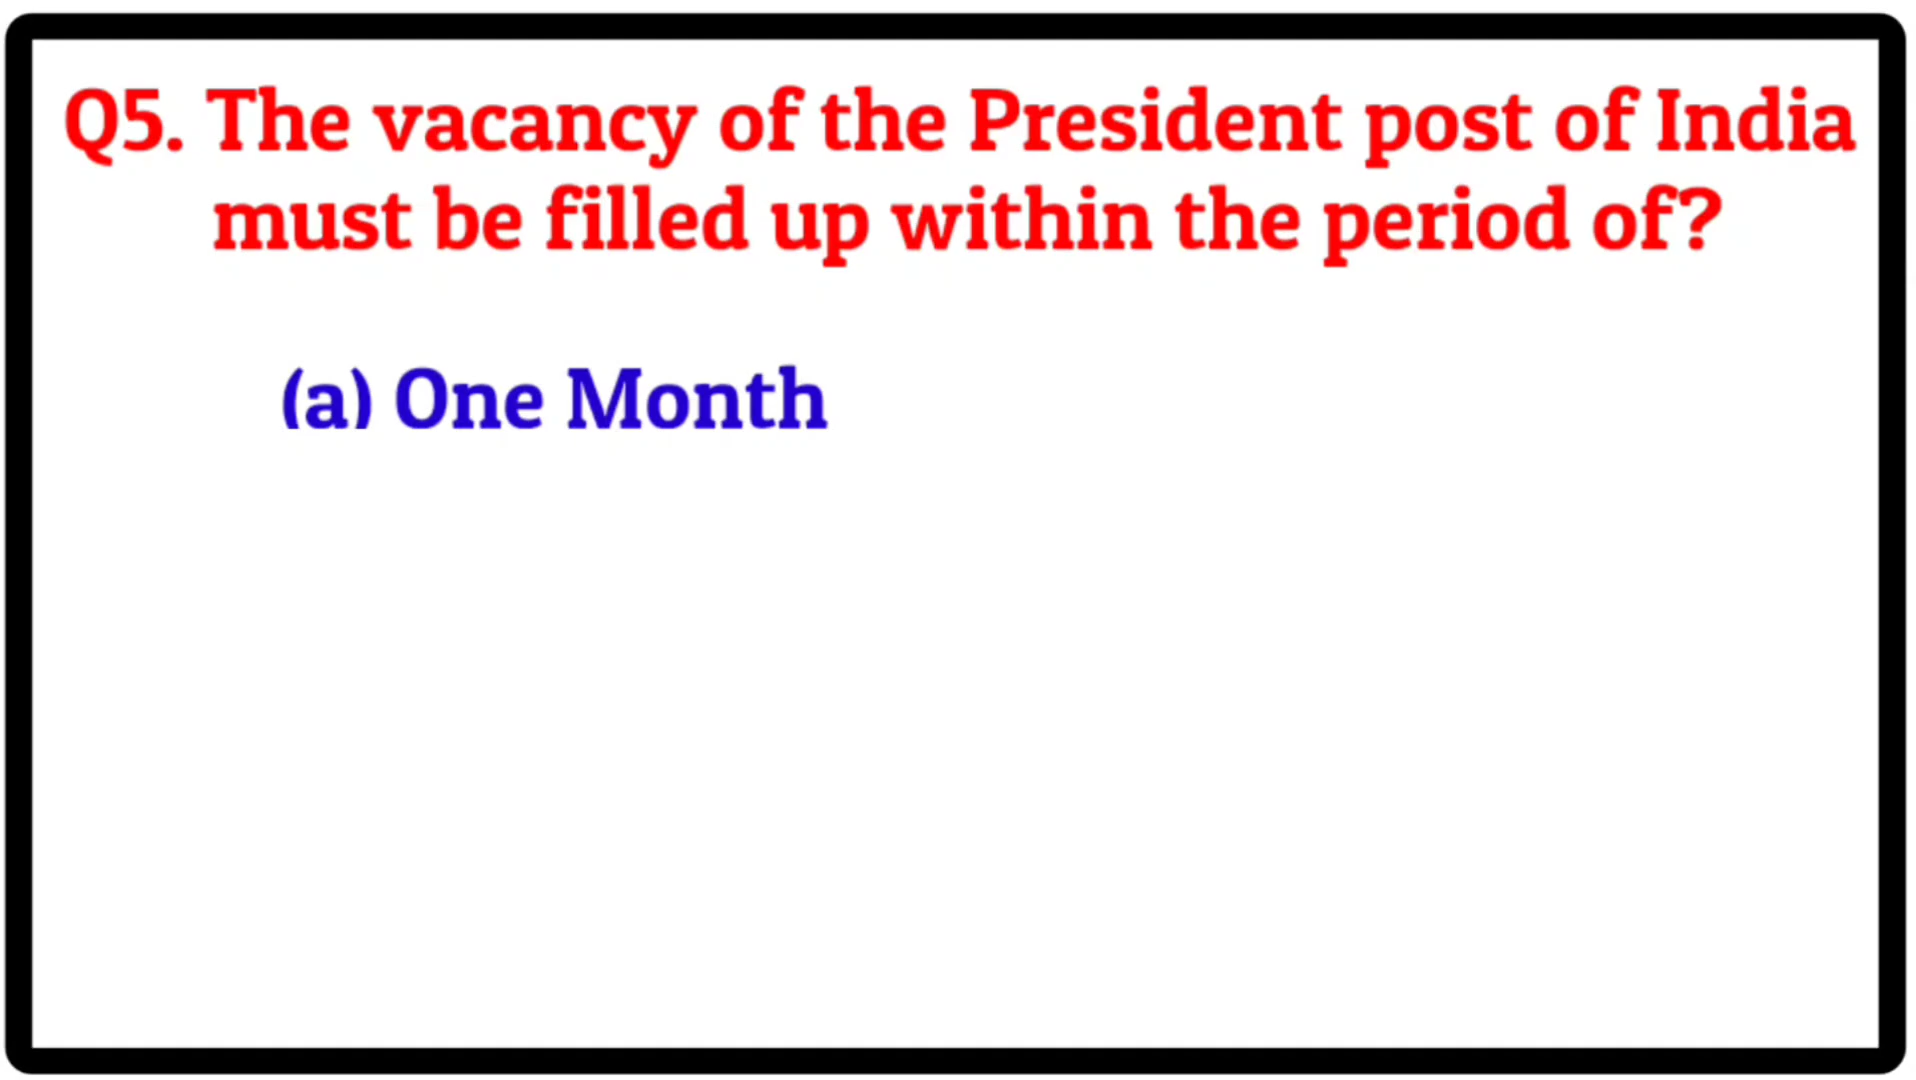 Q5. The vacancy of the President post of India
must be filled up within the period of?
(a) One Month